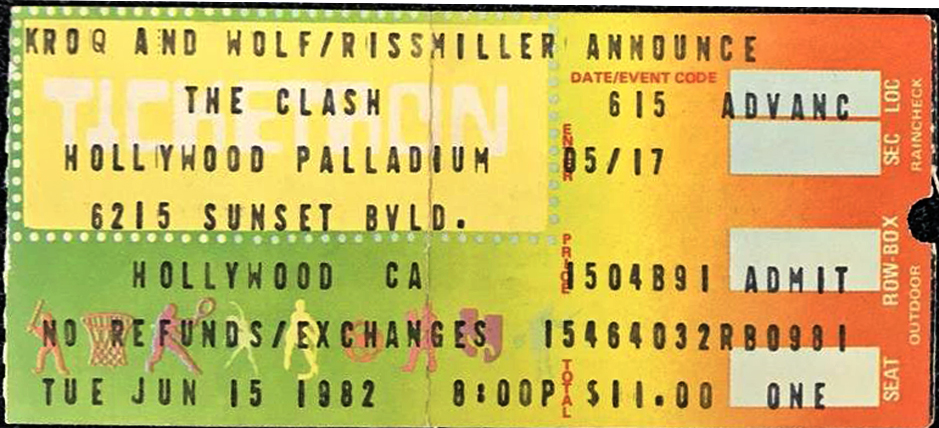 KROQ AND WOLF/RISSMILLER ANNOUNCE
TICKETRON
DATE/EVENT CODE
THE CLASH 615 ADVANC
HOLLYWOOD PALLADIUM 05/17
6215 SUNSET BVLD.
HOLLYWOOD CA 1504B91 ADMIT
NO REFUNDS/EXCHANGES 15464032RB0981
TUE JUN 15 1982 8:00P $11.00 ONE
PRICE
TOTAL
LOC
SEC
ROW-BOX
SEAT
RAINCHECK
OUTDOOR